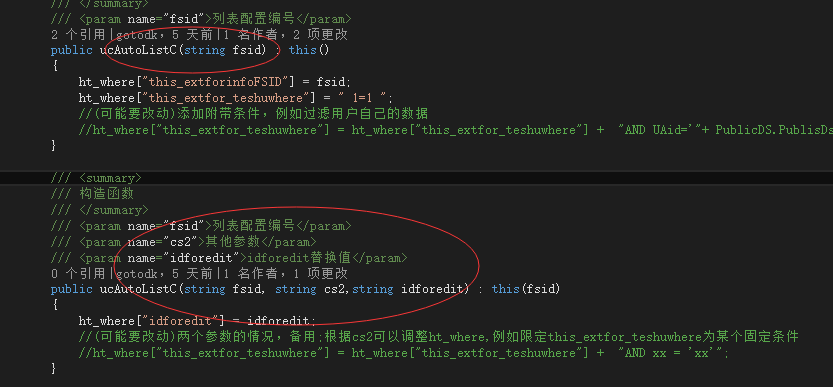 /// </summary>
/// <param name="fsid">列表配置编号</param>
2 个引用|gotodk, 5 天前|1 名作者, 2 项更改
public ucAutoListC(string fsid) : this()
{
ht_where["this_extforinfoFSID"] = fsid;
ht_where["this_extfor_teshuwhere"] = " 1=1 ";
//(可能要改动)添加附带条件，例如过滤用户自己的数据
//ht_where["this_extfor_teshuwhere"] = ht_where["this_extfor_teshuwhere"] +  "AND UAid='"+ PublicDS.PublisDs
}
/// <summary>
/// 构造函数
/// </summary>
/// <param name="fsid">列表配置编号</param>
/// <param name="cs2">其他参数</param>
/// <param name="idforedit">idforedit替换值</param>
0 个引用|gotodk, 5 天前|1 名作者, 1 项更改
public ucAutoListC(string fsid, string cs2,string idforedit) : this(fsid)
{
ht_where["idforedit"] = idforedit;
//(可能要改动)两个参数的情况，备用;根据cs2可以调整ht_where,例如限定this_extfor_teshuwhere为某个固定条件
//ht_where["this_extfor_teshuwhere"] = ht_where["this_extfor_teshuwhere"] +  "AND xx = 'xx'";
}